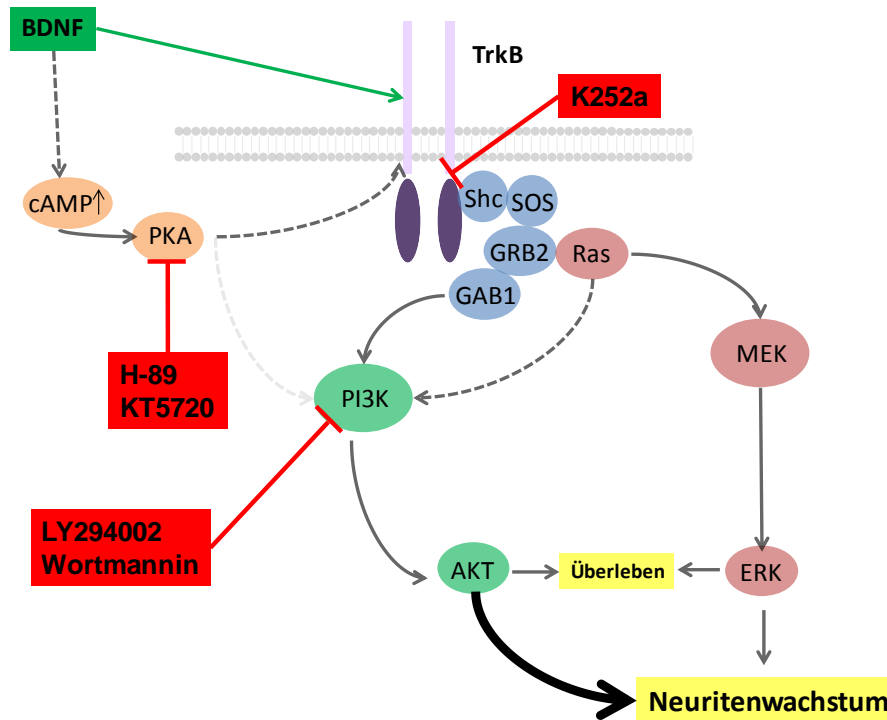 BDNF
TrkB
K252a
cAMP↑
PKA
Shc
SOS
GRB2
Ras
GAB1
MEK
H-89
KT5720
PI3K
LY294002
Wortmannin
AKT
Überleben
ERK
Neuritenwachstum